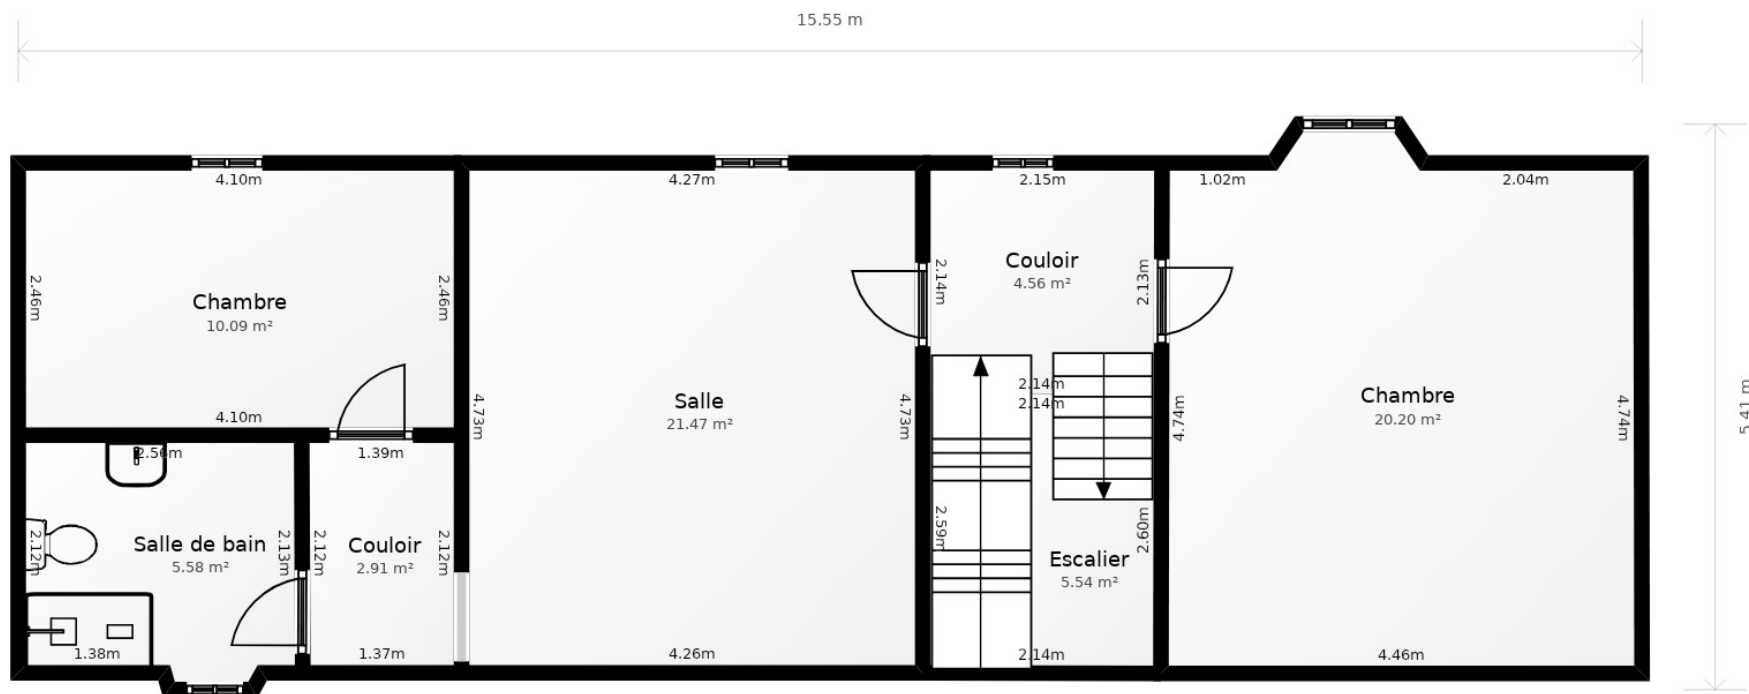 15.55 m
4.10m
4.27m
2.15m
1.02m
2.04m
2.46m
2.46m
Chambre
10.09 m²
2.14m
Couloir
4.56 m²
2.13m
4.10m
4.73m
Salle
21.47 m²
4.73m
2.14m
2.14m
4.74m
Chambre
20.20 m²
4.74m
5.41 m
2.56m
1.39m
2.12m
Salle de bain
5.58 m²
2.13m
2.12m
Couloir
2.91 m²
2.12m
2.59m
2.60m
Escalier
5.54 m²
1.38m
1.37m
4.26m
2.14m
4.46m